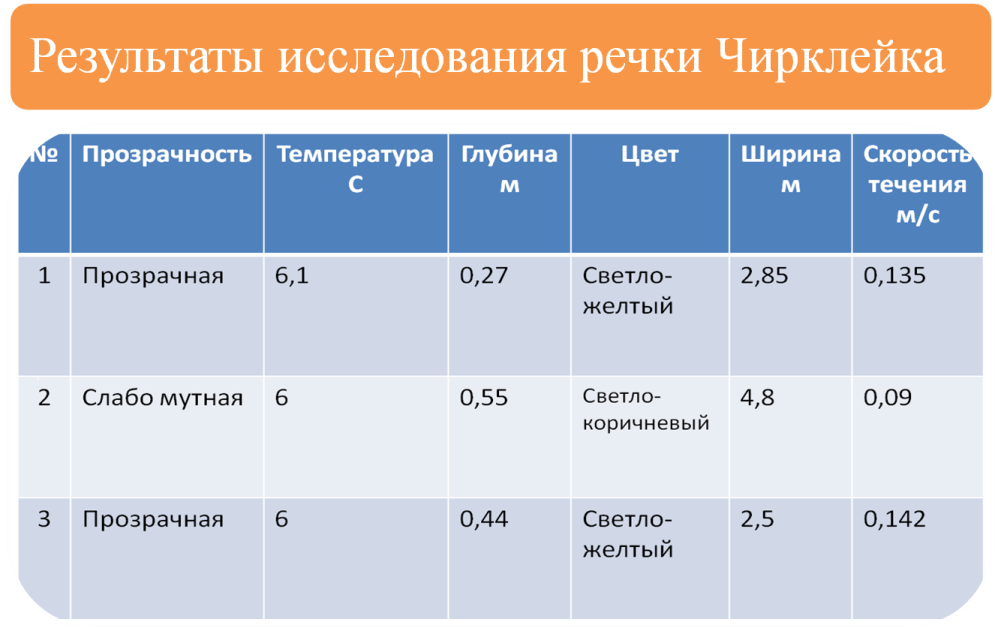 Результаты исследования речки Чирклейка
№ Прозрачность Температура С Глубина м Цвет Ширина м Скорость течения м/с
1 Прозрачная 6,1 0,27 Светло-желтый 2,85 0,135
2 Слабо мутная 6 0,55 Светло-коричневый 4,8 0,09
3 Прозрачная 6 0,44 Светло-желтый 2,5 0,142